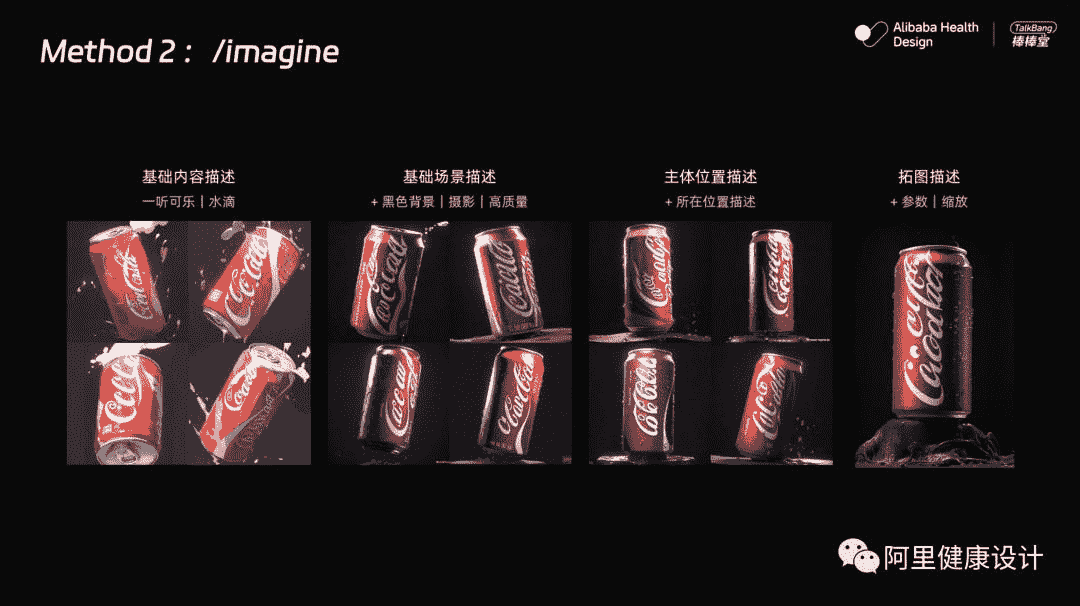 Method 2： /imagine
Alibaba Health
Design
TalkBang
棒棒堂
基础内容描述
一听可乐 | 水滴
基础场景描述
+ 黑色背景 | 摄影 | 高质量
主体位置描述
+ 所在位置描述
拓图描述
+ 参数 | 缩放
阿里健康设计